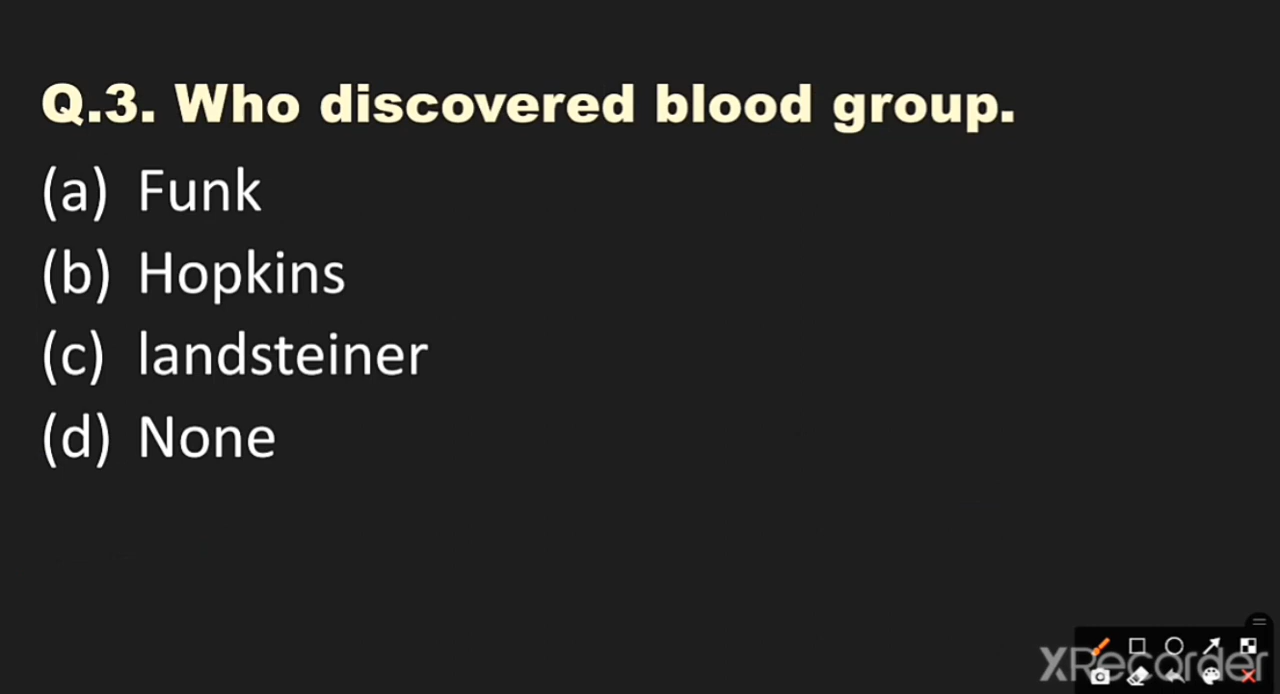 Q.3. Who discovered blood group.
(a) Funk
(b) Hopkins
(c) landsteiner
(d) None
XRecorder